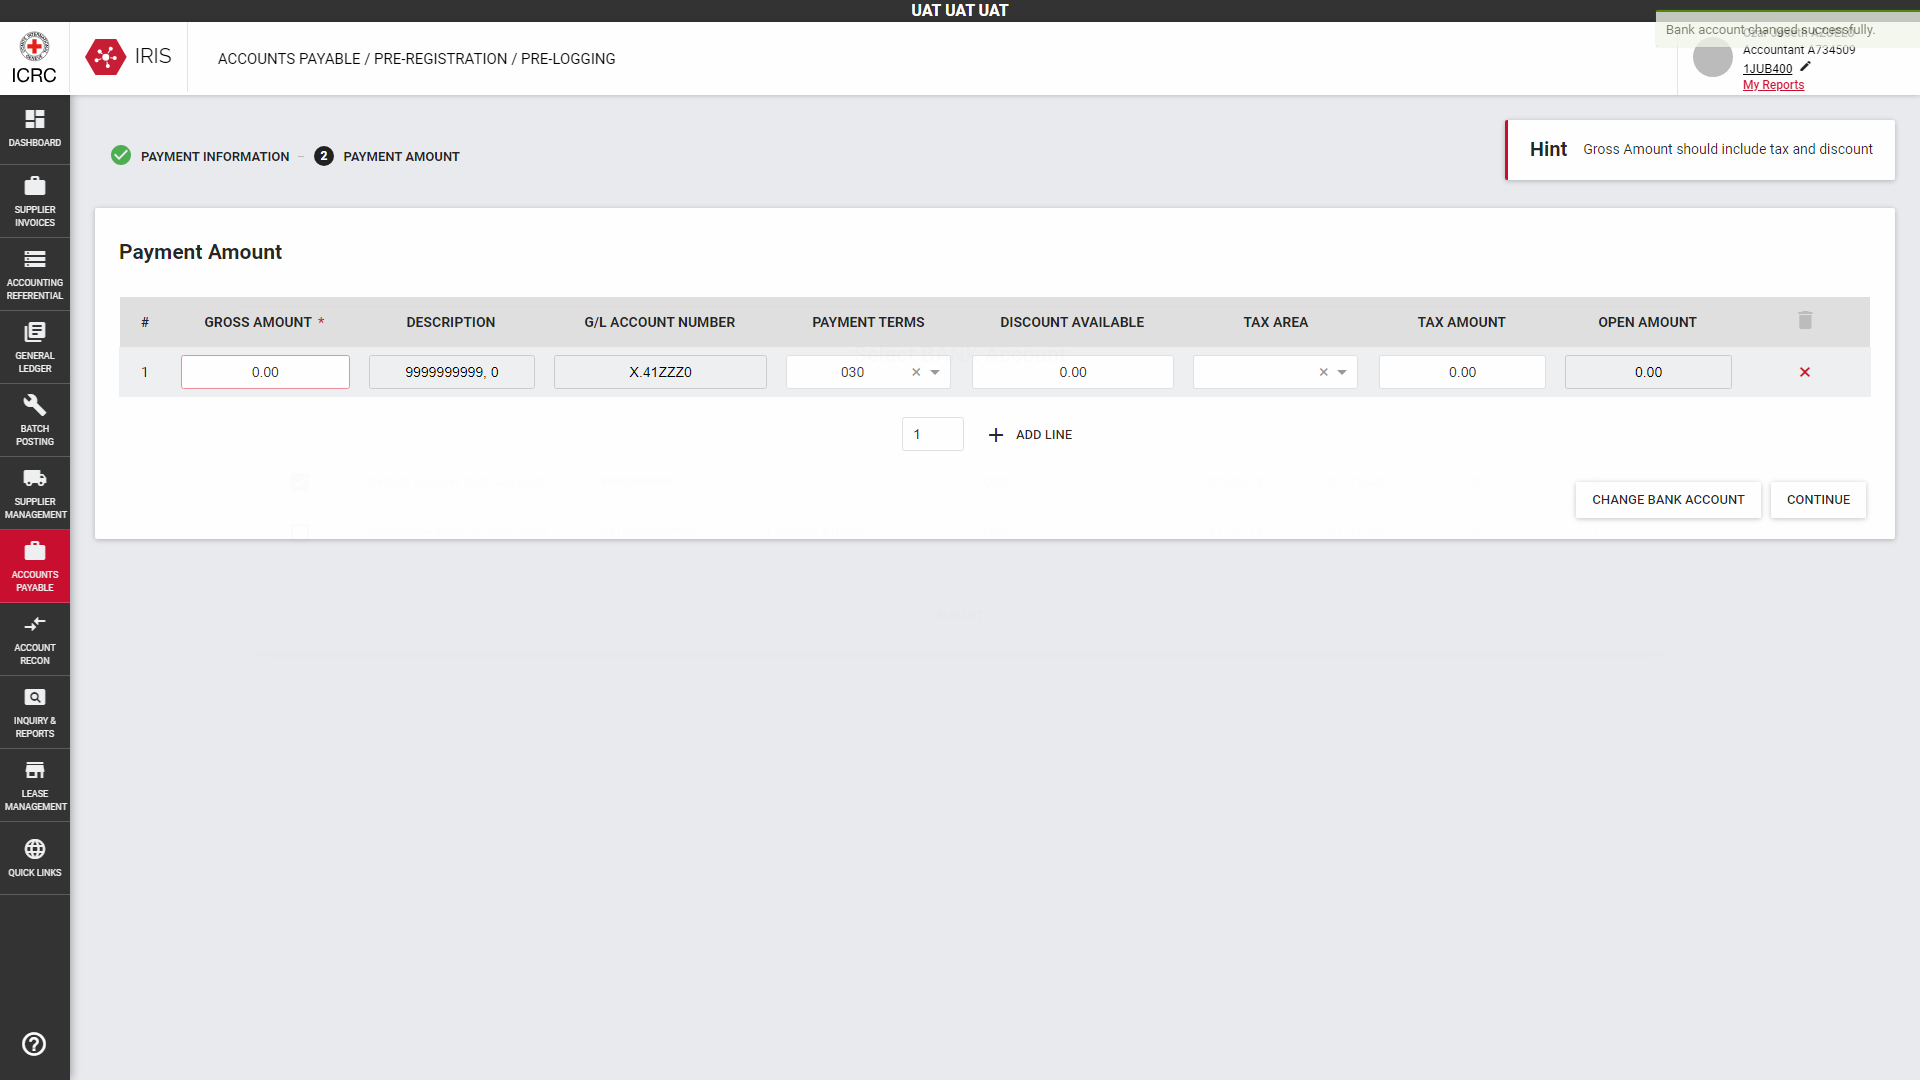 UAT UAT UAT
ICRC
IRIS
ACCOUNTS PAYABLE / PRE-REGISTRATION / PRE-LOGGING
Bank account changed successfully.
Accountant A734509
1JUB400
My Reports
DASHBOARD
SUPPLIER
INVOICES
ACCOUNTING
REFERENTIAL
GENERAL
LEDGER
BATCH
POSTING
SUPPLIER
MANAGEMENT
ACCOUNTS
PAYABLE
ACCOUNT
RECON
INQUIRY &
REPORTS
LEASE
MANAGEMENT
QUICK LINKS
PAYMENT INFORMATION
2 PAYMENT AMOUNT
Hint Gross Amount should include tax and discount
Payment Amount
# GROSS AMOUNT * DESCRIPTION G/L ACCOUNT NUMBER PAYMENT TERMS DISCOUNT AVAILABLE TAX AREA TAX AMOUNT OPEN AMOUNT
1 0.00 9999999999, 0 X.41ZZZ0 030 0.00 0.00 0.00
1 ADD LINE
CHANGE BANK ACCOUNT CONTINUE